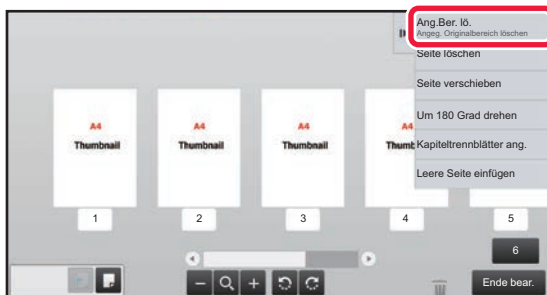 Ang.Ber. lö.
Angeg. Originalbereich löschen
Seite löschen
Seite verschieben
Um 180 Grad drehen
Kapiteltrennblätter ang.
Leere Seite einfügen
A4 A4 A4 A4
Thumbnail Thumbnail Thumbnail Thumb
1 2 3 4 5
6
Ende bear.